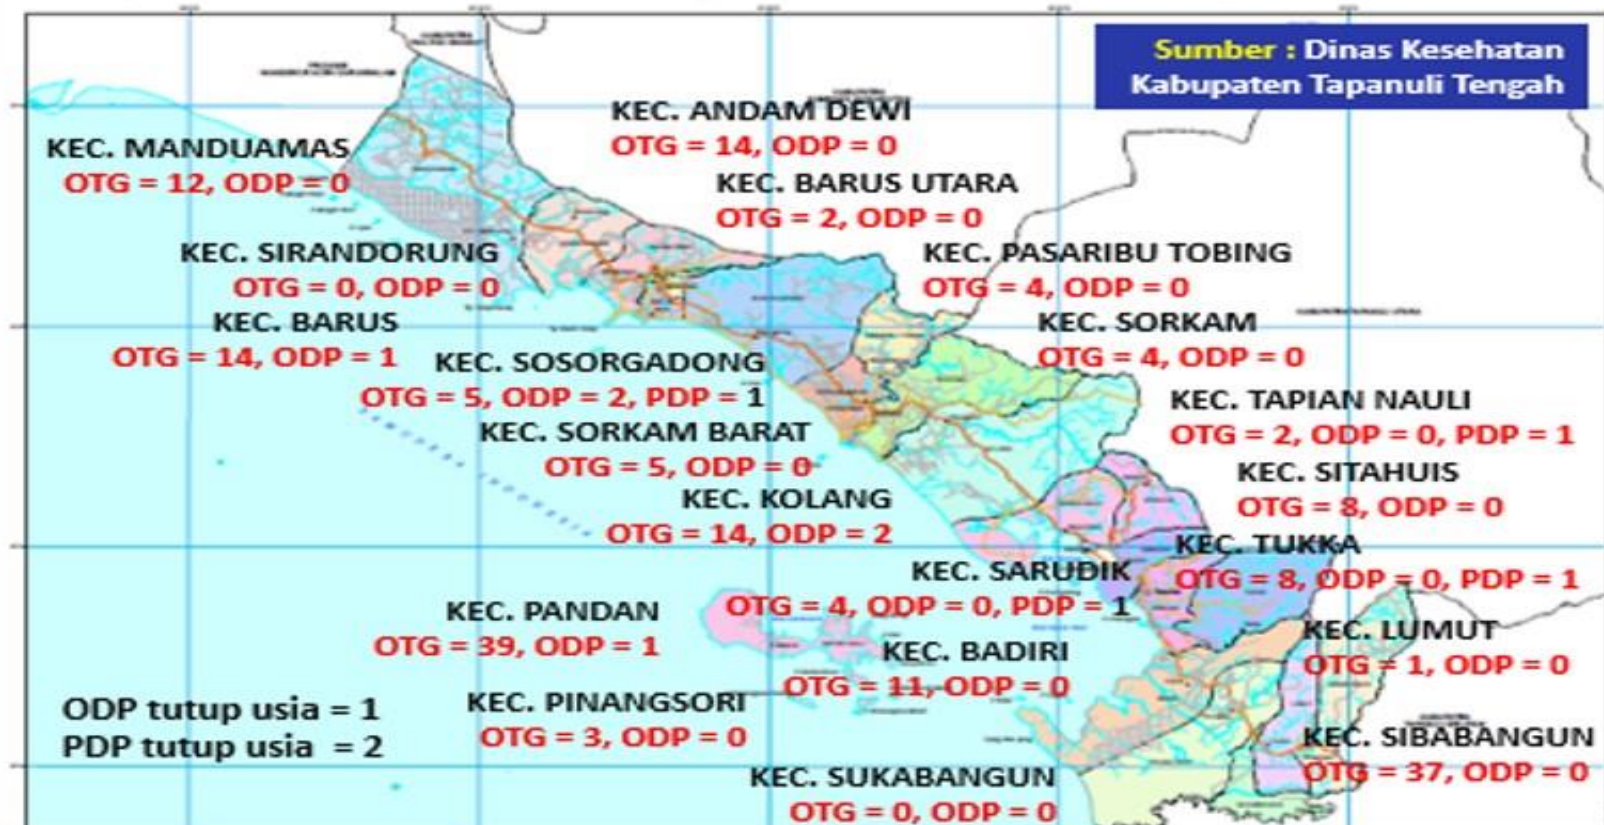 Sumber : Dinas Kesehatan
Kabupaten Tapanuli Tengah
KEC. ANDAM DEWI
OTG = 14, ODP = 0
KEC. MANDUAMAS
OTG = 12, ODP = 0
KEC. BARUS UTARA
OTG = 2, ODP = 0
KEC. SIRANDORUNG
OTG = 0, ODP = 0
KEC. PASARIBU TOBING
OTG = 4, ODP = 0
KEC. BARUS
OTG = 14, ODP = 1
KEC. SORKAM
OTG = 4, ODP = 0
KEC. SOSORGADONG
OTG = 5, ODP = 2, PDP = 1
KEC. TAPIAN NAULI
OTG = 2, ODP = 0, PDP = 1
KEC. SORKAM BARAT
OTG = 5, ODP = 0
KEC. SITAHUIS
OTG = 8, ODP = 0
KEC. KOLANG
OTG = 14, ODP = 2
KEC. TUKKA
OTG = 8, ODP = 0, PDP = 1
KEC. SARUDIK
OTG = 4, ODP = 0, PDP = 1
KEC. PANDAN
OTG = 39, ODP = 1
KEC. LUMUT
OTG = 1, ODP = 0
KEC. BADIRI
OTG = 11, ODP = 0
KEC. PINANGSORI
OTG = 3, ODP = 0
ODP tutup usia = 1
PDP tutup usia = 2
KEC. SIBABANGUN
OTG = 37, ODP = 0
KEC. SUKABANGUN
OTG = 0, ODP = 0